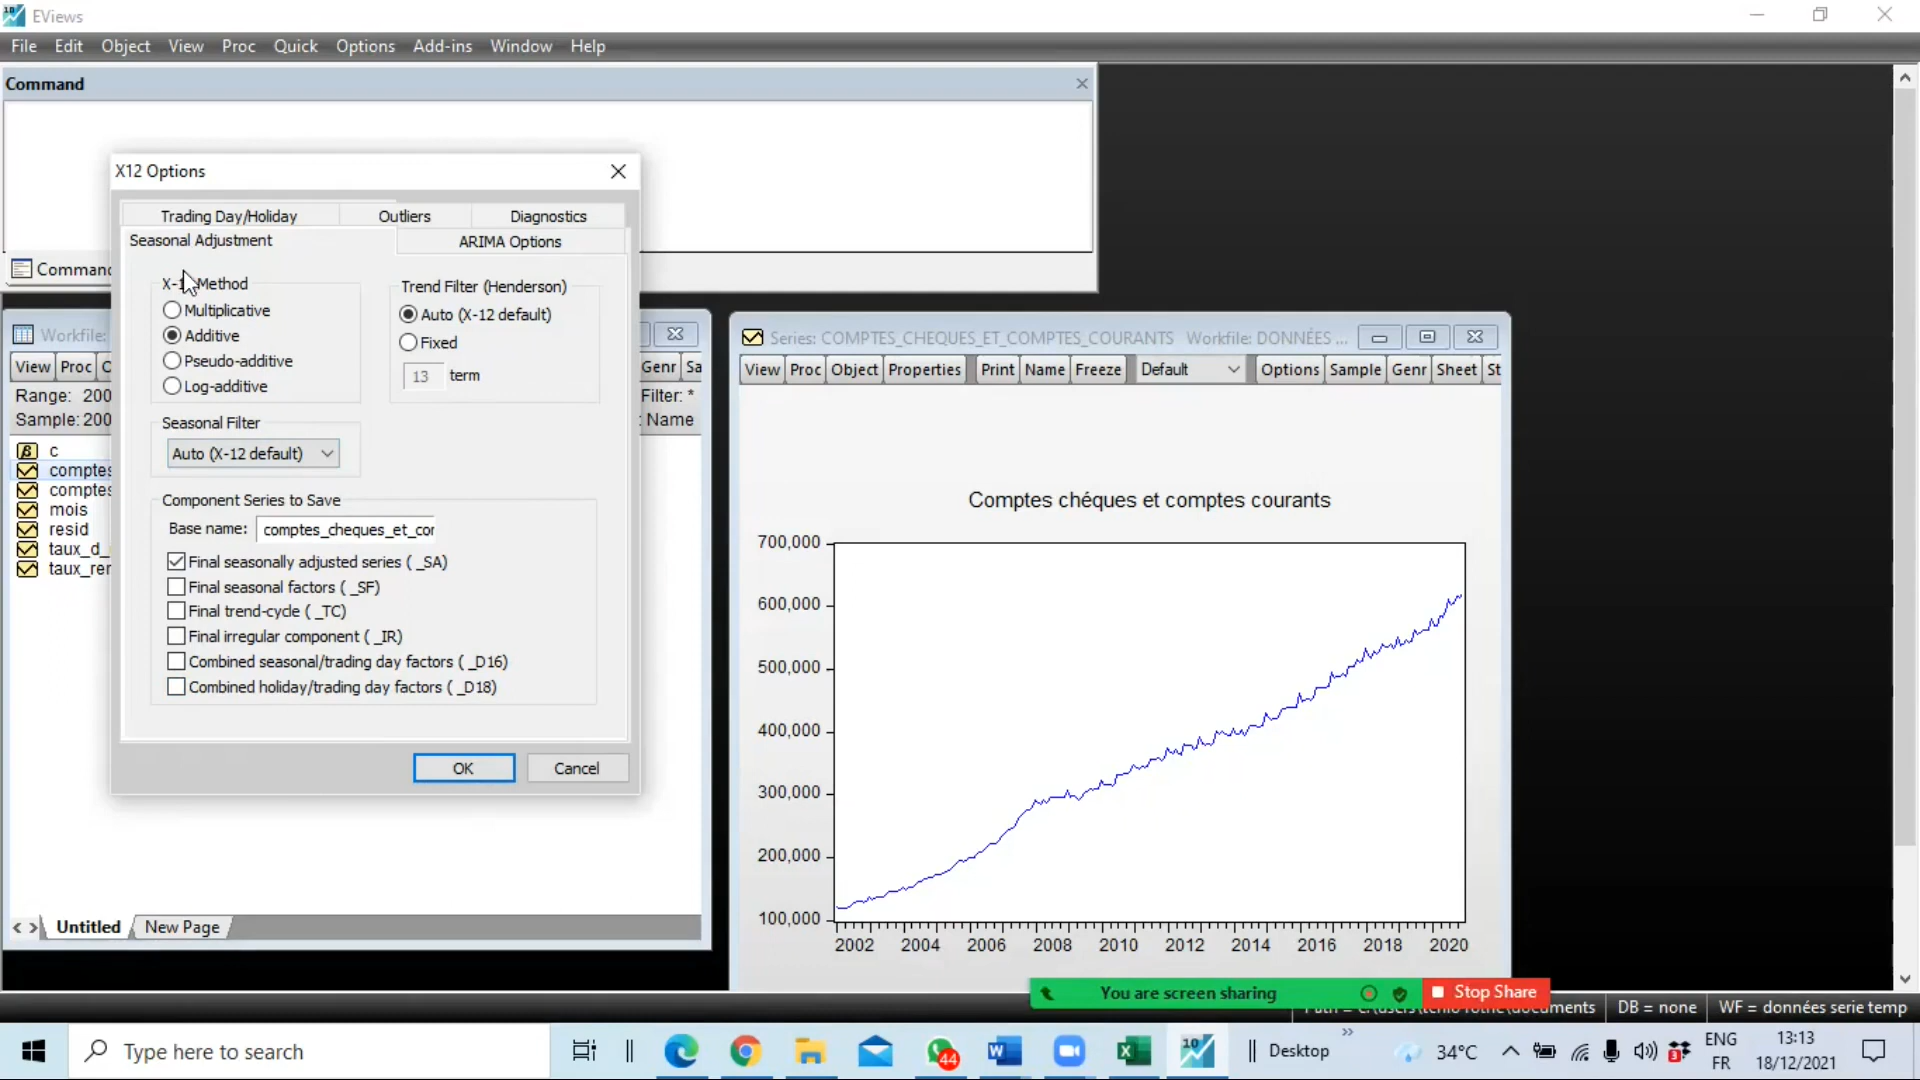 EViews
File Edit Object View Proc Quick Options Add-ins Window Help
Command
Command
X12 Options
Trading Day/Holiday Outliers Diagnostics
Seasonal Adjustment ARIMA Options
Method
Multiplicative
Additive
Pseudo-additive
Log-additive
Trend Filter (Henderson)
Auto (X-12 default)
Fixed
13 term
Seasonal Filter
Auto (X-12 default)
Component Series to Save
Base name: comptes_cheques_et_cor
Final seasonally adjusted series ( _SA)
Final seasonal factors ( _SF)
Final trend-cycle ( _TC)
Final irregular component ( _IR)
Combined seasonal/trading day factors ( _D16)
Combined holiday/trading day factors ( _D18)
OK Cancel
Workfile:
View Proc Genr
Range: 200 Filter: *
Sample: 200 Name
c
comptes
comptes
mois
resid
taux_d_
taux_rer
< > Untitled New Page
Series: COMPTES_CHEQUES_ET_COMPTES_COURANTS Workfile: DONNÉES ...
View Proc Object Properties Print Name Freeze Default Options Sample Genr Sheet St
Comptes chéques et comptes courants
700,000
600,000
500,000
400,000
300,000
200,000
100,000
2002 2004 2006 2008 2010 2012 2014 2016 2018 2020
You are screen sharing Stop Share
DB = none WF = données serie temp
Type here to search
44
10
Desktop
34°C
3
ENG
FR
13:13
18/12/2021